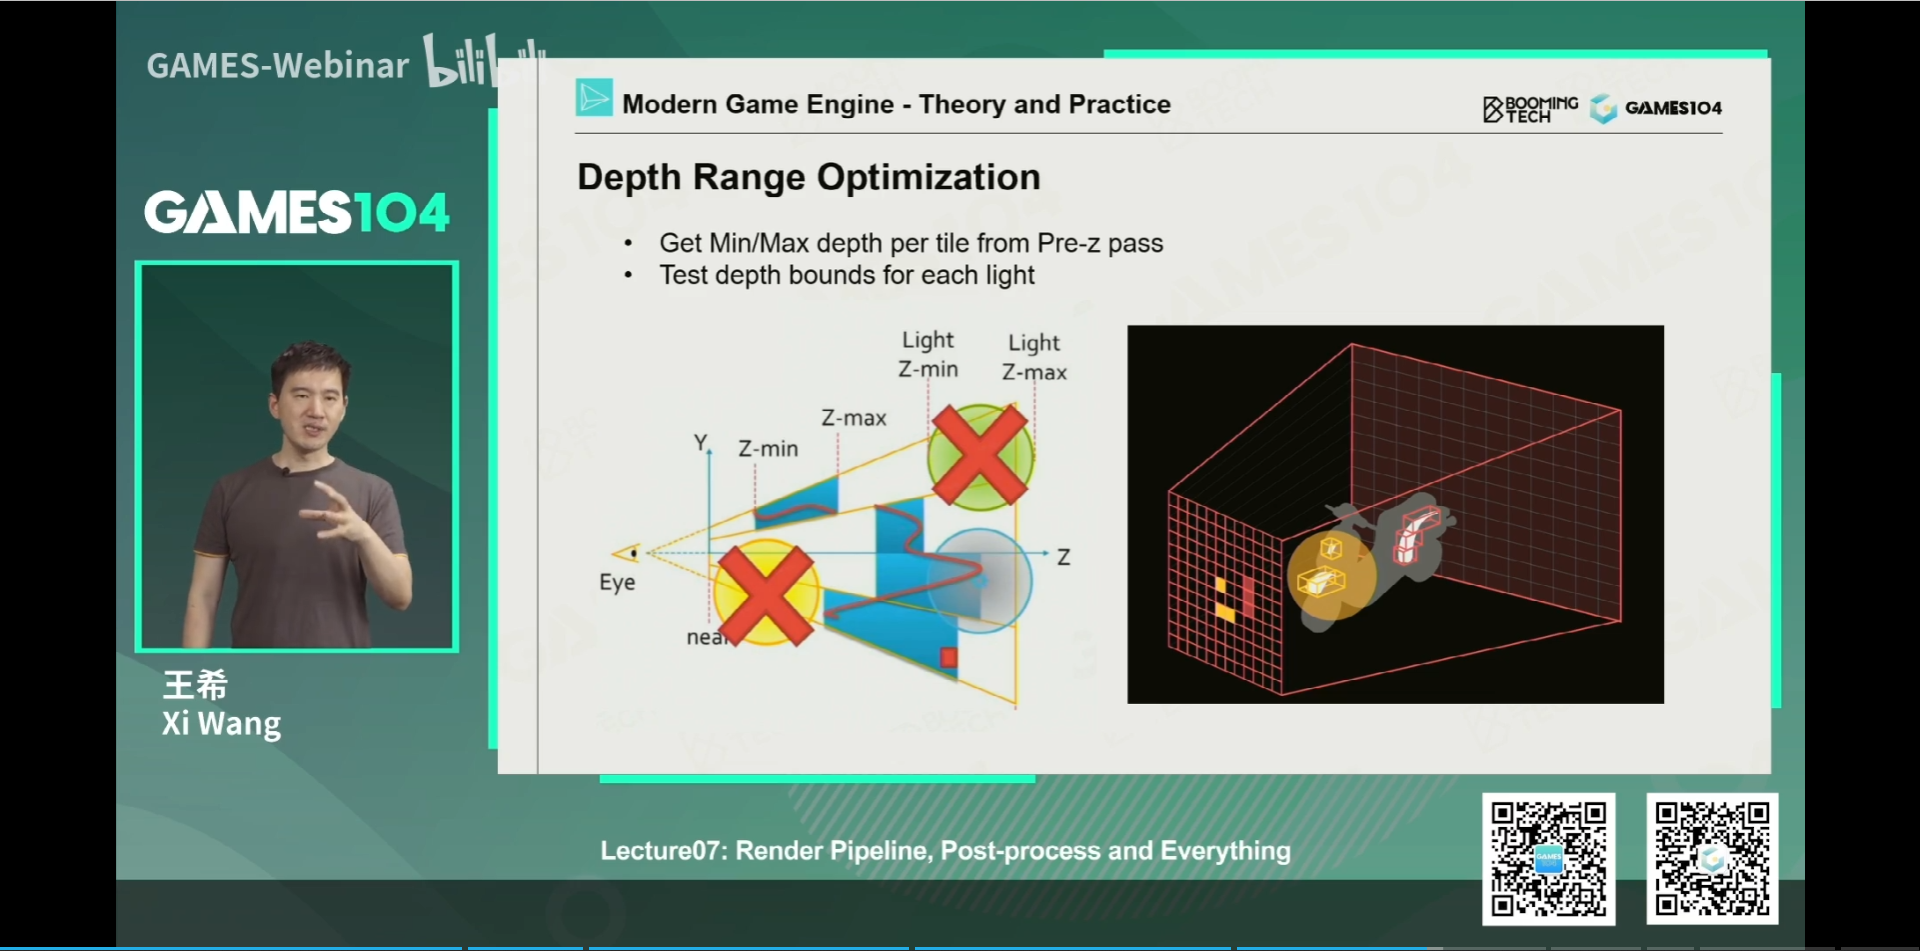 GAMES-Webinar bilibili
Modern Game Engine - Theory and Practice
BOOMING TECH
GAMES104
GAMES104
Depth Range Optimization
• Get Min/Max depth per tile from Pre-z pass
• Test depth bounds for each light
Light Z-min
Light Z-max
Z-max
Y
Z-min
Z
Eye
near
王希
Xi Wang
Lecture07: Render Pipeline, Post-process and Everything